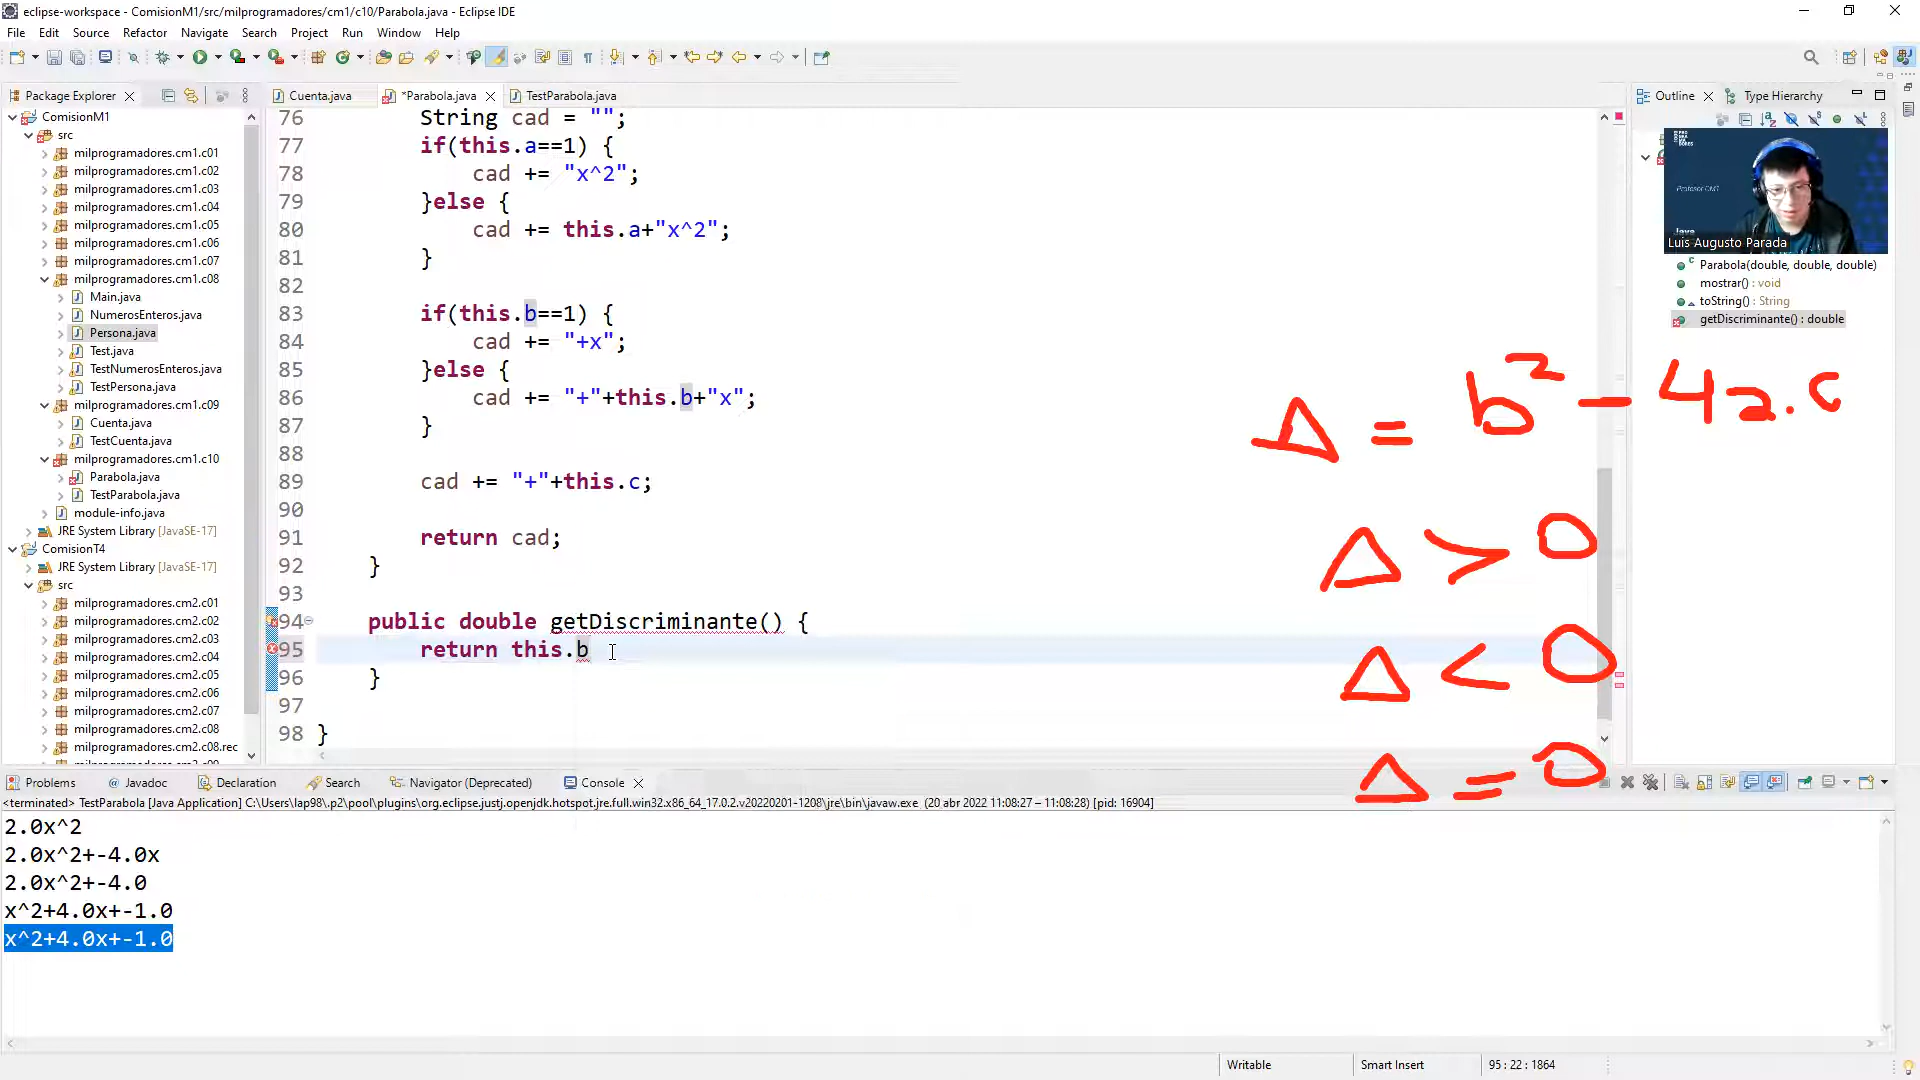 eclipse-workspace - ComisionM1/src/milprogramadores/cm1/c10/Parabola.java - Eclipse IDE
File Edit Source Refactor Navigate Search Project Run Window Help
Package Explorer
Cuenta.java *Parabola.java TestParabola.java
Outline Type Hierarchy
ComisionM1
src
milprogramadores.cm1.c01
milprogramadores.cm1.c02
milprogramadores.cm1.c03
milprogramadores.cm1.c04
milprogramadores.cm1.c05
milprogramadores.cm1.c06
milprogramadores.cm1.c07
milprogramadores.cm1.c08
Main.java
NumerosEnteros.java
Persona.java
Test.java
TestNumerosEnteros.java
TestPersona.java
milprogramadores.cm1.c09
Cuenta.java
TestCuenta.java
milprogramadores.cm1.c10
Parabola.java
TestParabola.java
module-info.java
JRE System Library [JavaSE-17]
ComisionT4
JRE System Library [JavaSE-17]
src
milprogramadores.cm2.c01
milprogramadores.cm2.c02
milprogramadores.cm2.c03
milprogramadores.cm2.c04
milprogramadores.cm2.c05
milprogramadores.cm2.c06
milprogramadores.cm2.c07
milprogramadores.cm2.c08
milprogramadores.cm2.c08.rec
76 String cad = "";
77 if(this.a==1) {
78 cad += "x^2";
79 }else {
80 cad += this.a+"x^2";
81 }
82
83 if(this.b==1) {
84 cad += "+x";
85 }else {
86 cad += "+"+this.b+"x";
87 }
88
89 cad += "+"+this.c;
90
91 return cad;
92 }
93
94 public double getDiscriminante() {
95 return this.b
96 }
97
98 }
Profesor CM1
Java
Luis Augusto Parada
Parabola(double, double, double)
mostrar() : void
toString() : String
getDiscriminante() : double
Δ = b² - 4a.c
Δ > 0
Δ < 0
Δ = 0
Problems Javadoc Declaration Search Navigator (Deprecated) Console
<terminated> TestParabola [Java Application] C:\Users\lap98\.p2\pool\plugins\org.eclipse.justj.openjdk.hotspot.jre.full.win32.x86_64_17.0.2.v20220201-1208\jre\bin\javaw.exe (20 abr 2022 11:08:27 – 11:08:28) [pid: 16904]
2.0x^2
2.0x^2+-4.0x
2.0x^2+-4.0
x^2+4.0x+-1.0
x^2+4.0x+-1.0
Writable Smart Insert 95 : 22 : 1864